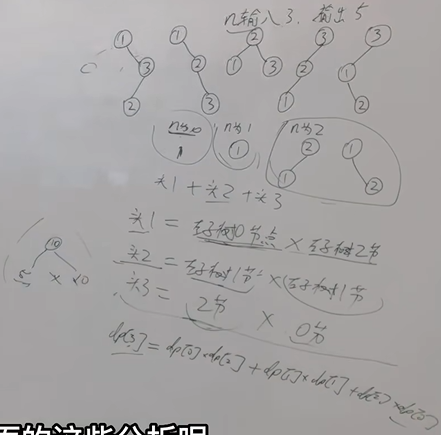 n输入3, 输出5
1 1 2 3 3
3 2 1 3 2 1
2 3 1 2
n为0 n为1 n为2
1 1 2 1
1 2
头1 + 头2 + 头3
头1 = 左子树0节点 × 右子树2节
10
头2 = 左子树1节 × 右子树1节
5 ×
头3 = 2节 × 0节
dp[3] = dp[0]·dp[2] + dp[1]×dp[1] + dp[2]×dp[0]
面的这些分析呢